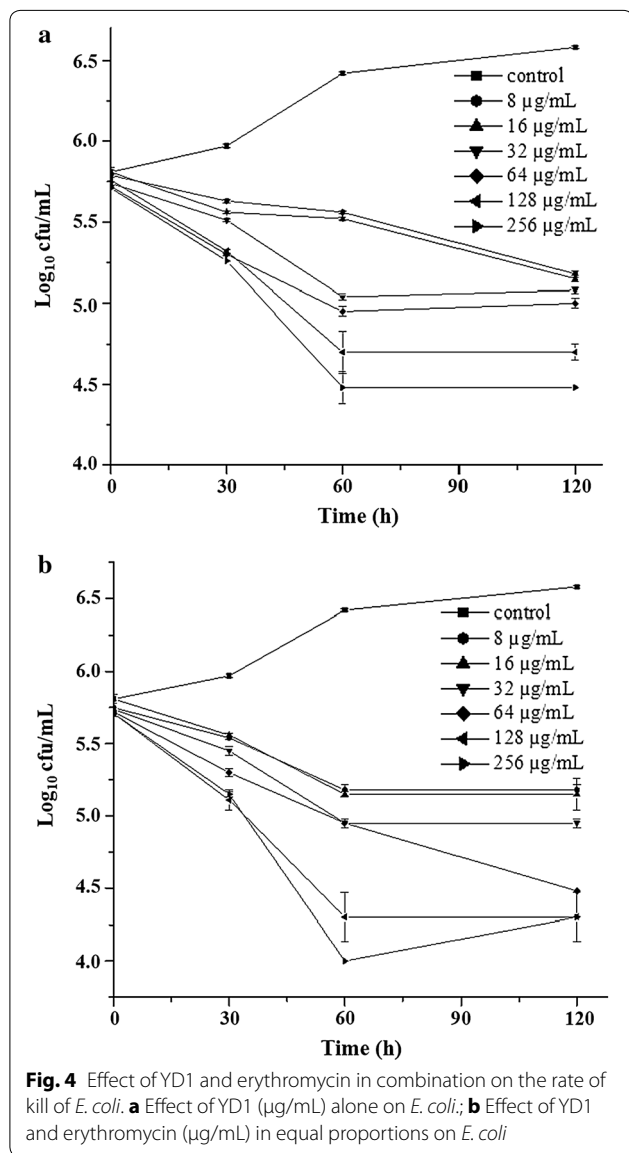 a
6.5
6.0
5.5
5.0
4.5
4.0
Log10 cfu/mL
control
8 µg/mL
16 µg/mL
32 µg/mL
64 µg/mL
128 µg/mL
256 µg/mL
0 30 60 90 120
Time (h)
b
6.5
6.0
5.5
5.0
4.5
4.0
Log10 cfu/mL
control
8 µg/mL
16 µg/mL
32 µg/mL
64 µg/mL
128 µg/mL
256 µg/mL
0 30 60 90 120
Time (h)
Fig. 4 Effect of YD1 and erythromycin in combination on the rate of
kill of E. coli. a Effect of YD1 (µg/mL) alone on E. coli.; b Effect of YD1
and erythromycin (µg/mL) in equal proportions on E. coli